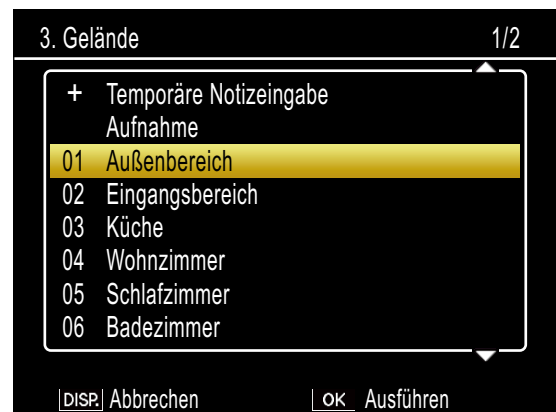 3. Gelände 1/2
+ Temporäre Notizeingabe
Aufnahme
01 Außenbereich
02 Eingangsbereich
03 Küche
04 Wohnzimmer
05 Schlafzimmer
06 Badezimmer
DISP. Abbrechen OK Ausführen